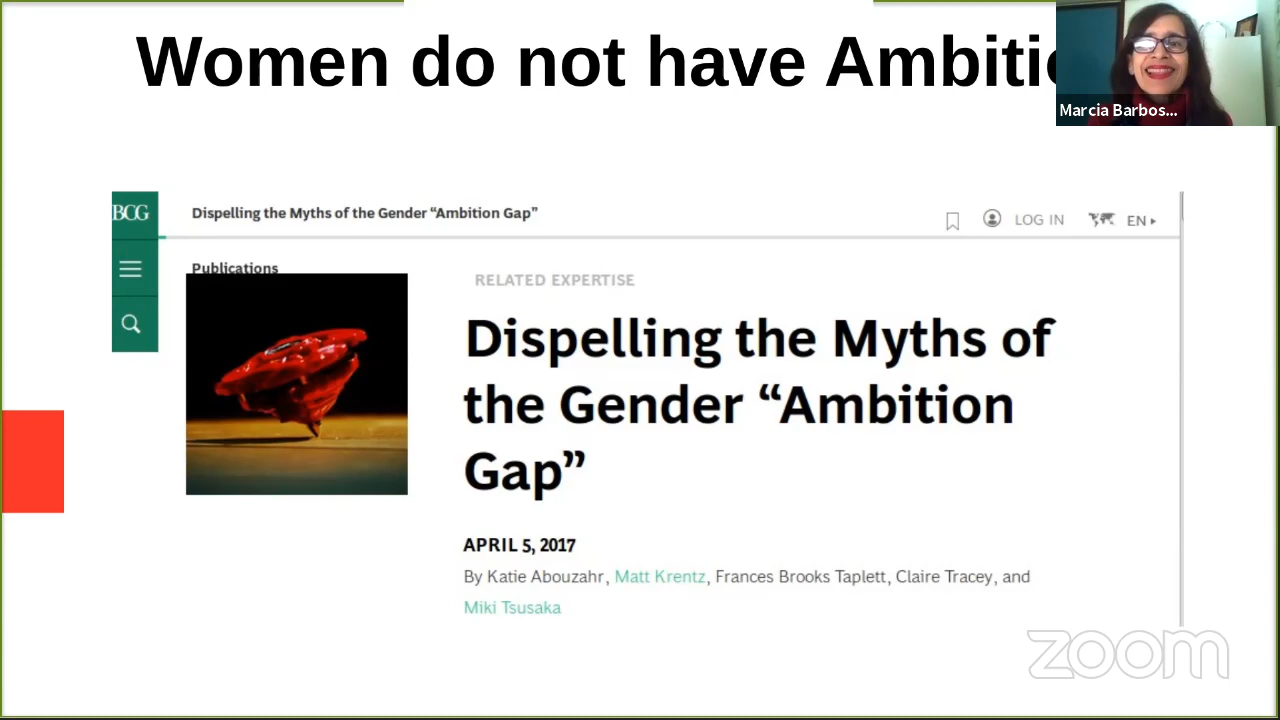 Women do not have Ambitio
Marcia Barbos...
BCG
Dispelling the Myths of the Gender “Ambition Gap”
LOG IN
EN
Publications
RELATED EXPERTISE
Dispelling the Myths of
the Gender “Ambition
Gap”
APRIL 5, 2017
By Katie Abouzahr, Matt Krentz, Frances Brooks Taplett, Claire Tracey, and
Miki Tsusaka
zoom